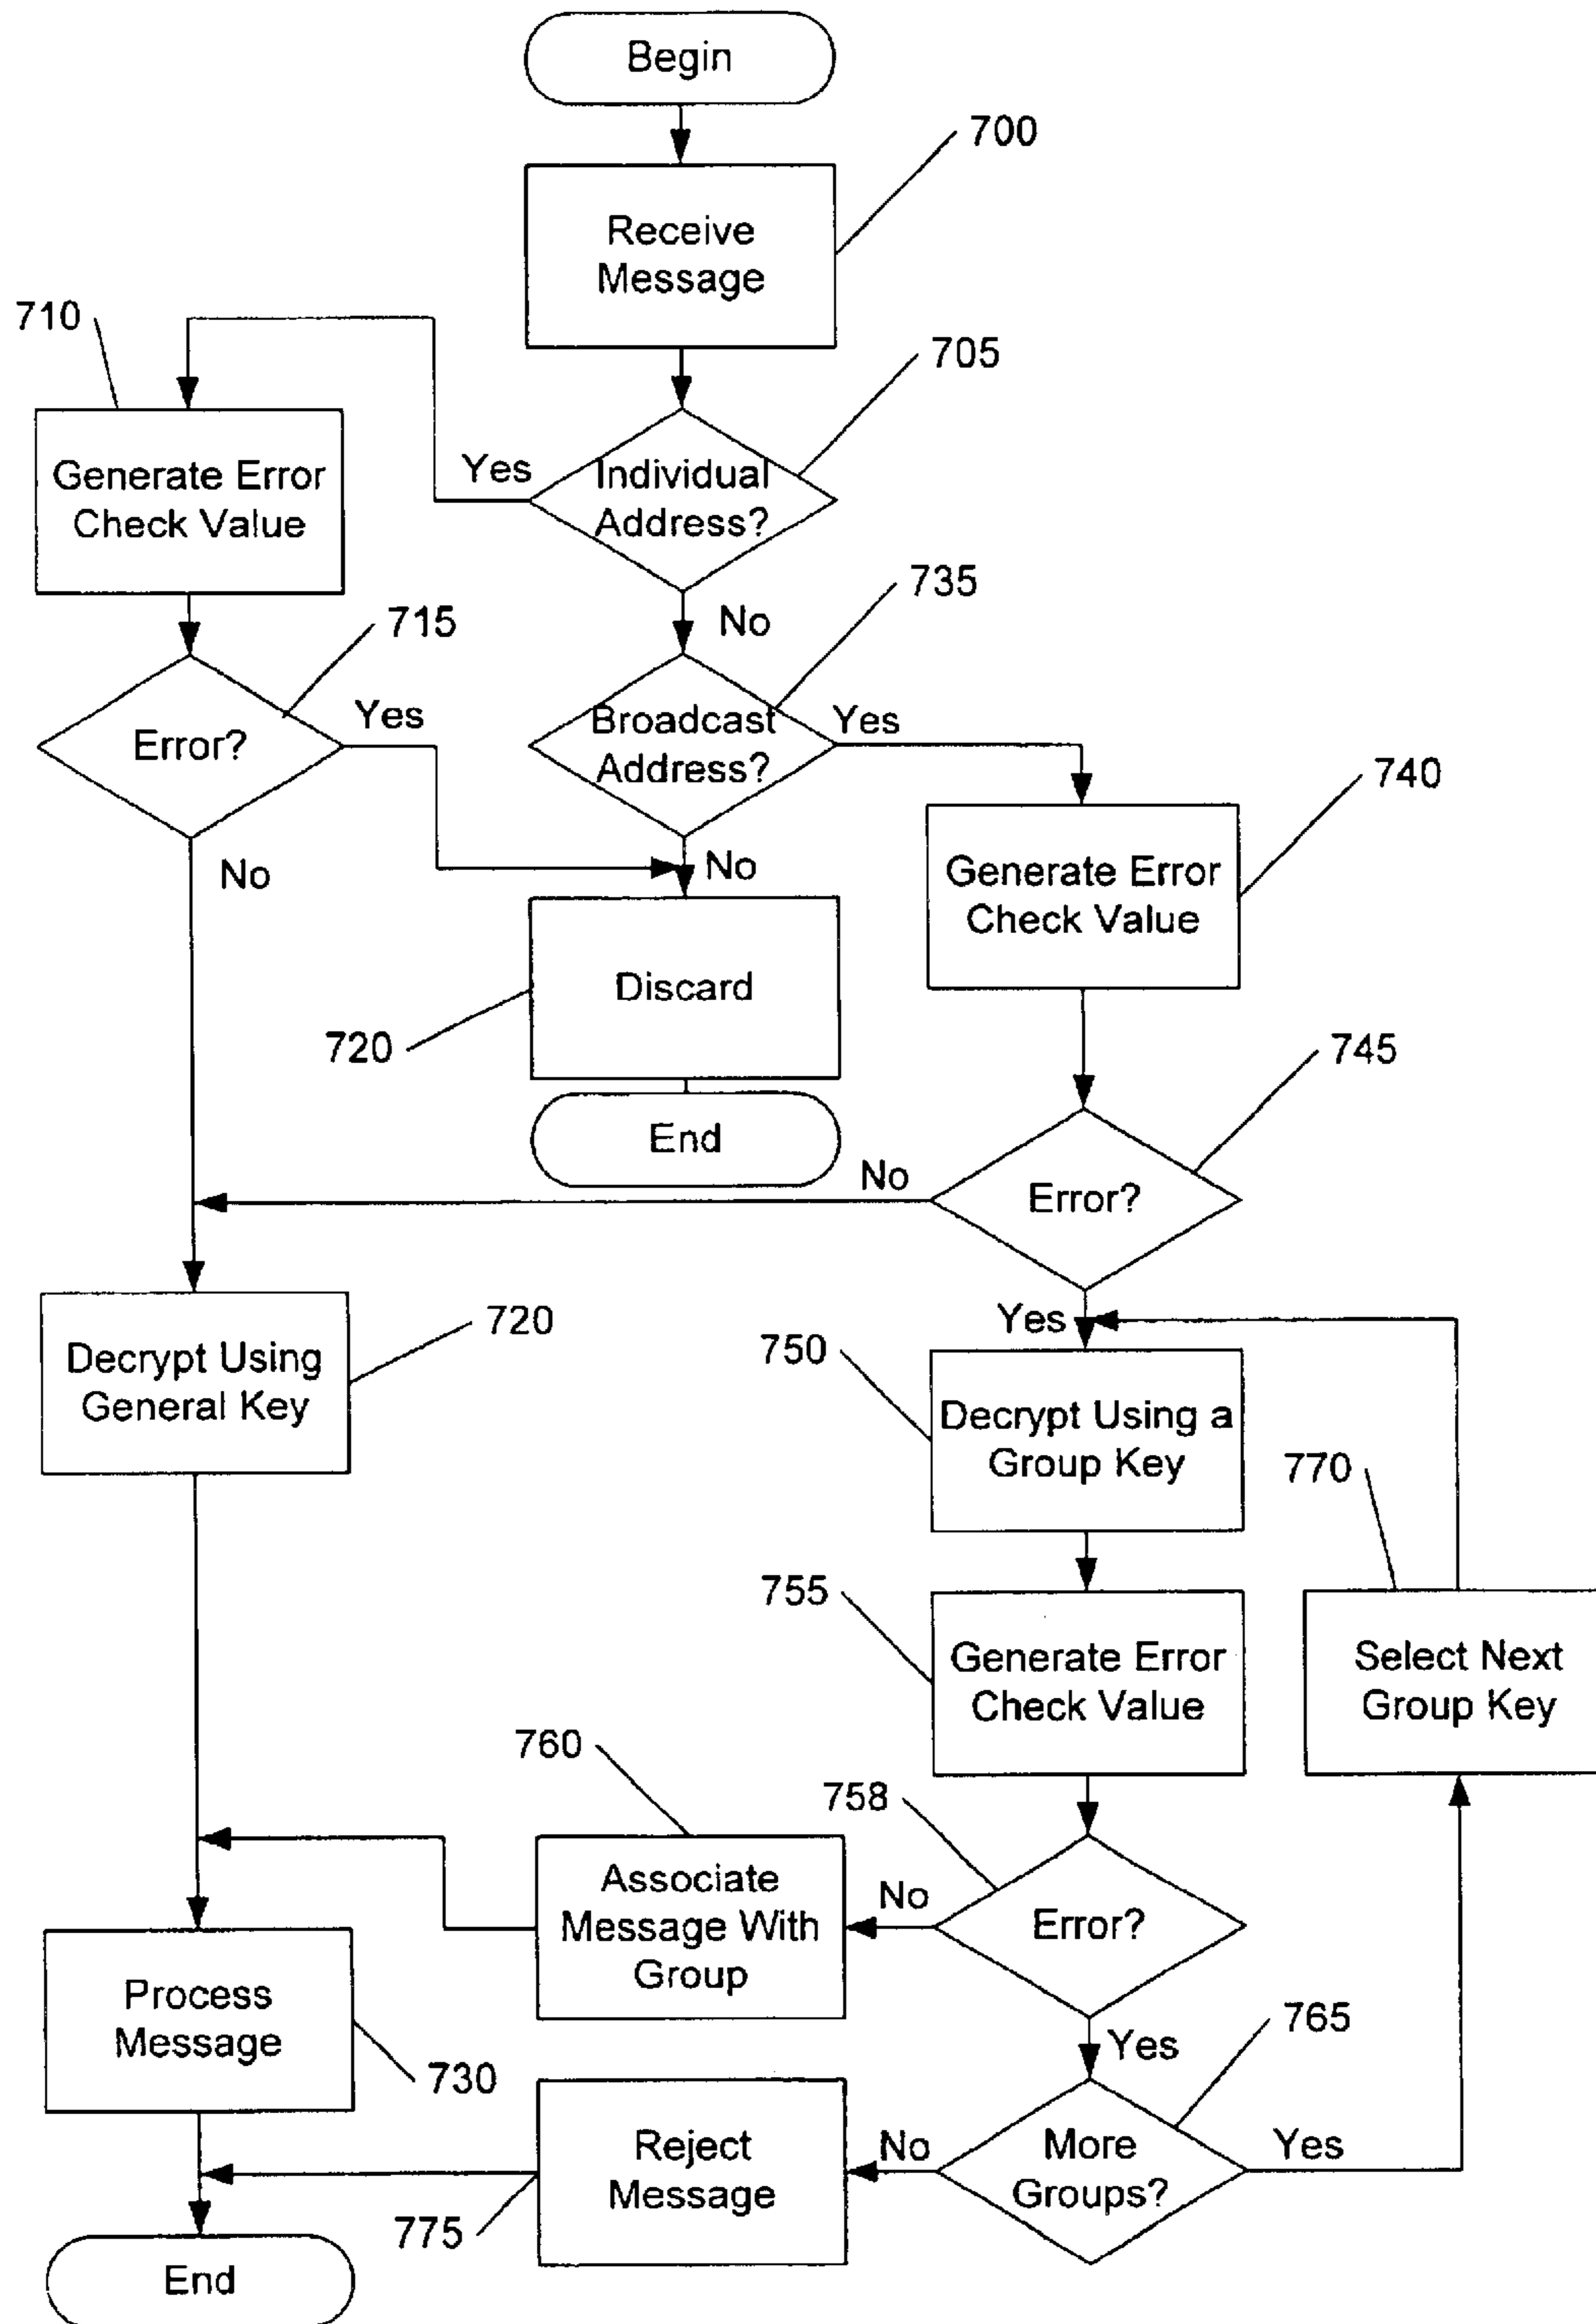 Begin
700
Receive
Message
710
705
Generate Error
Check Value
Yes
Individual
Address?
735
No
715
Error?
Yes
Broadcast
Address?
Yes
740
No
No
Generate Error
Check Value
Discard
720
745
End
No
Error?
Yes
720
750
Decrypt Using
General Key
Decrypt Using a
Group Key
770
755
Generate Error
Check Value
Select Next
Group Key
760
758
Associate
Message With
Group
No
Error?
Process
Message
730
765
Yes
Reject
Message
No
More
Groups?
Yes
775
End